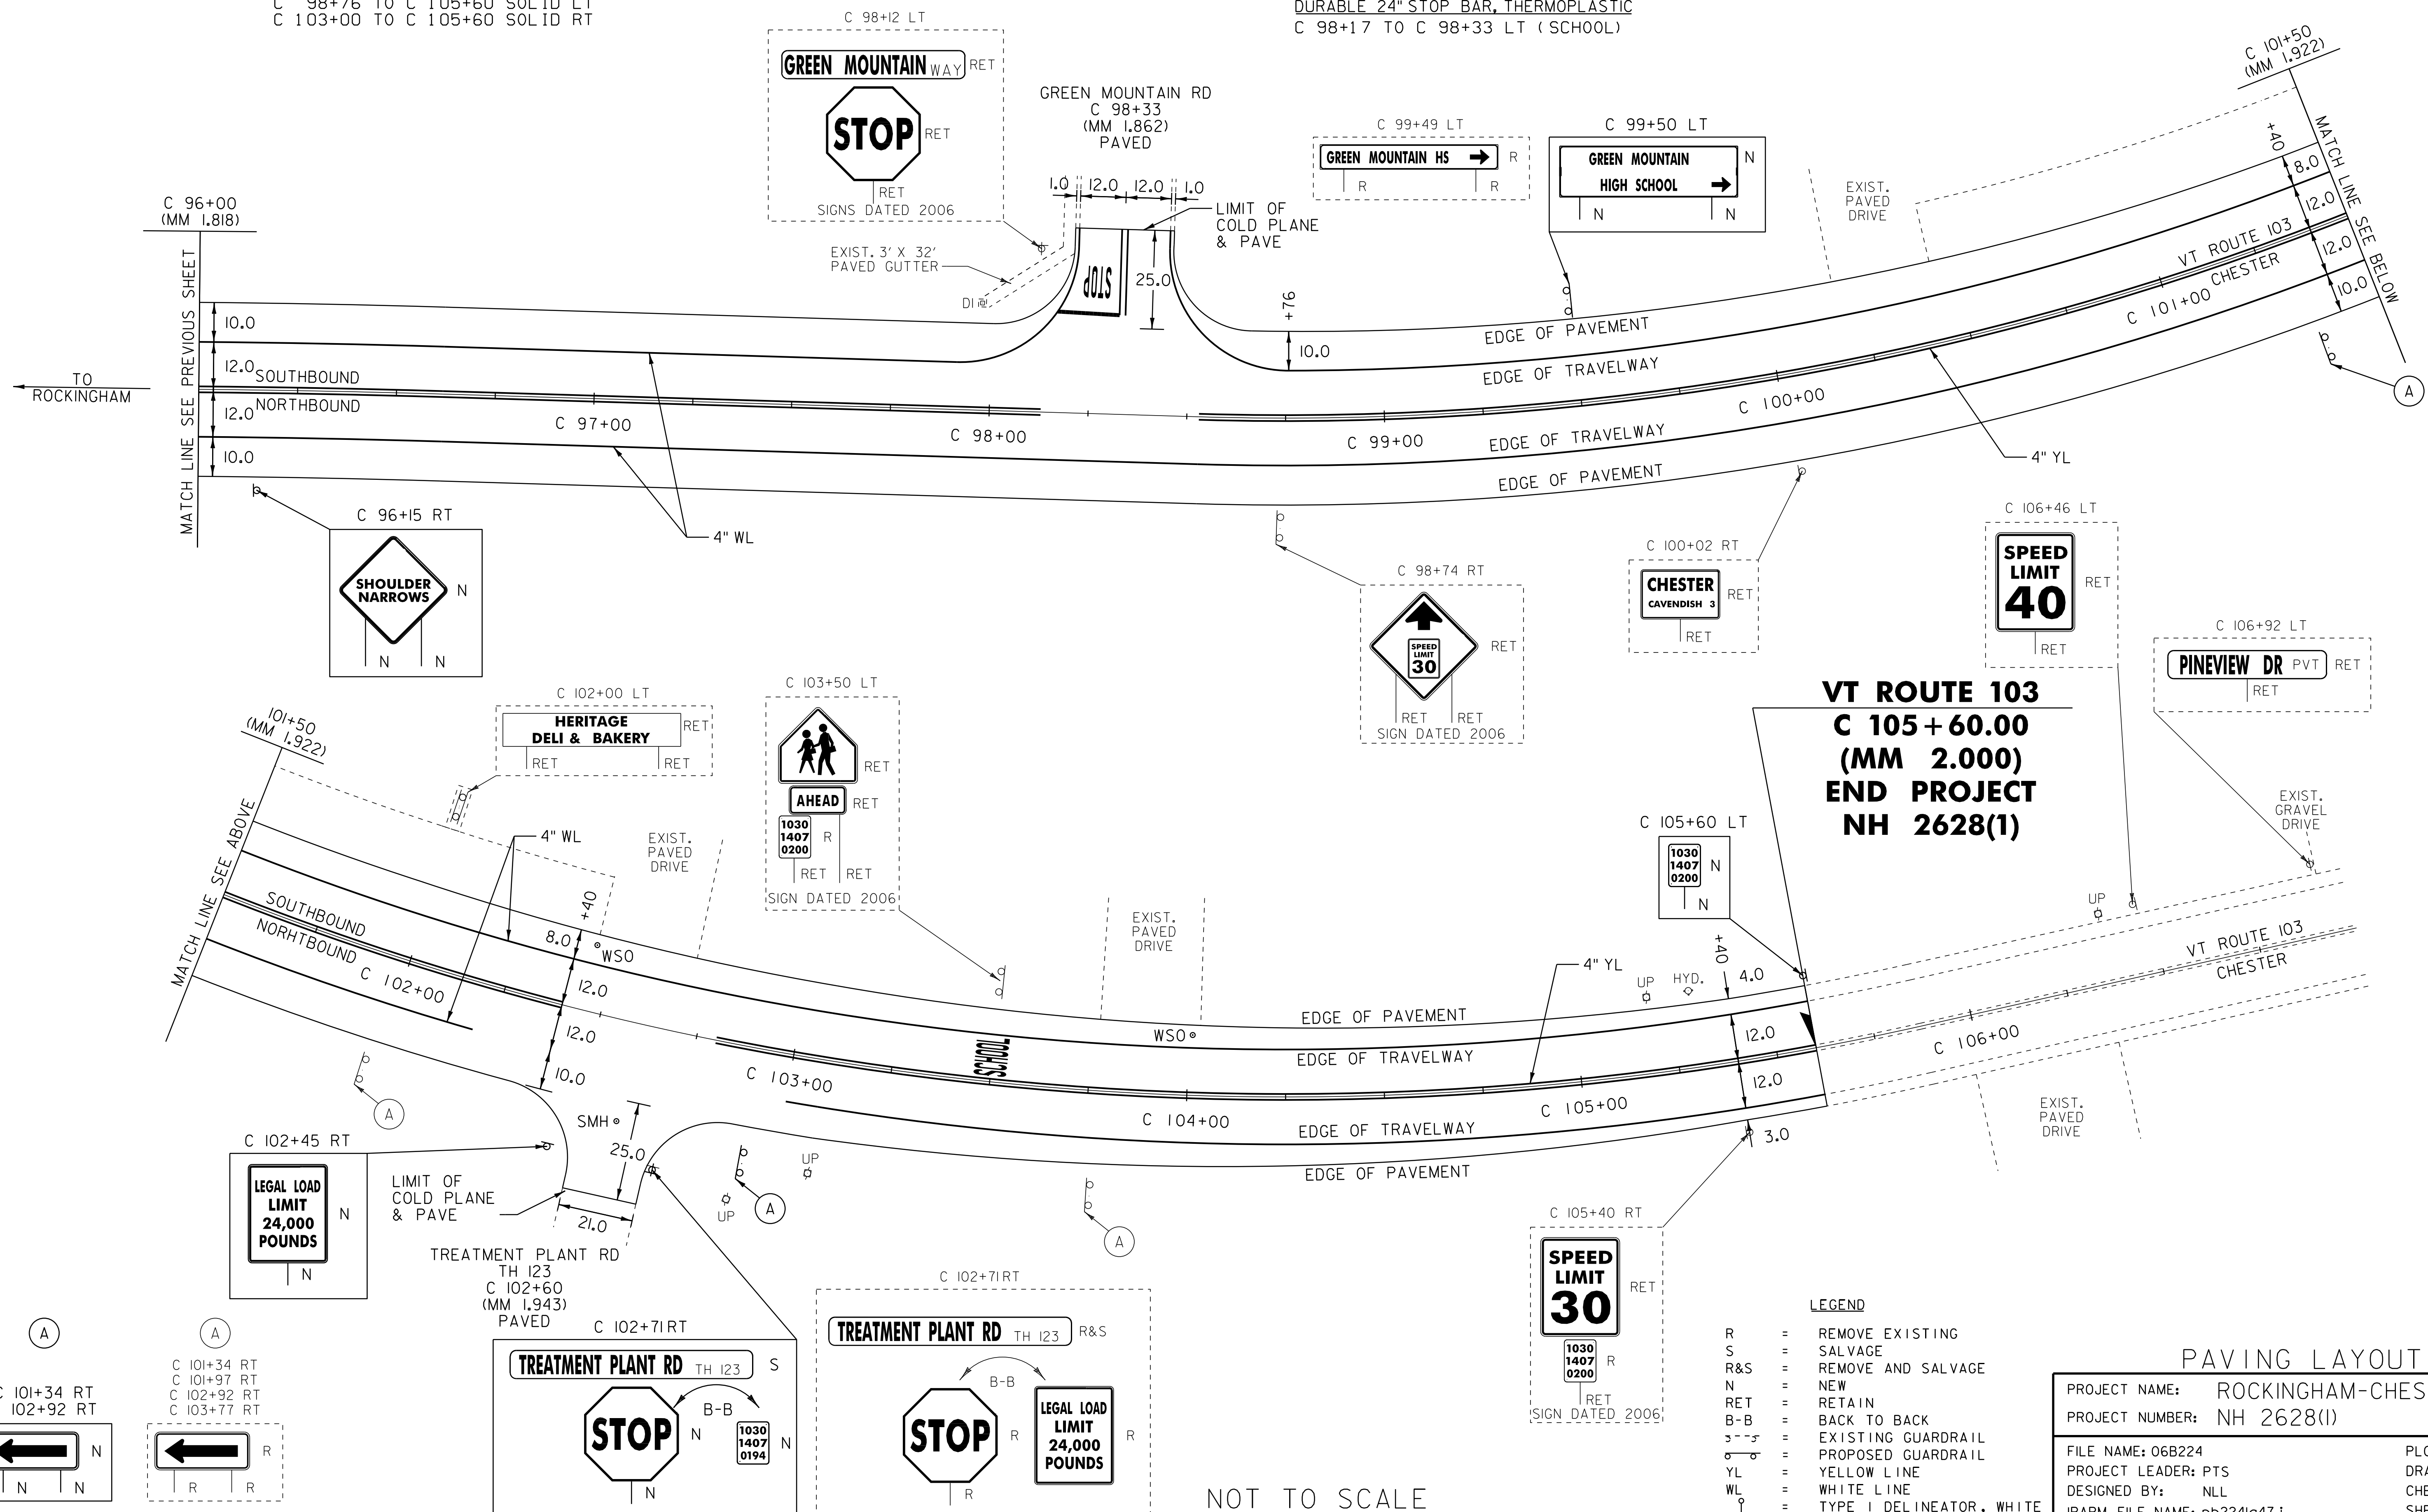 C 98+76 TO C 105+60 SOLID LT
C 103+00 TO C 105+60 SOLID RT
DURABLE 24" STOP BAR, THERMOPLASTIC
C 98+17 TO C 98+33 LT (SCHOOL)
C 98+12 LT
GREEN MOUNTAIN WAY RET
STOP RET
RET
SIGNS DATED 2006
GREEN MOUNTAIN RD
C 98+33
(MM 1.862)
PAVED
1.0 12.0 12.0 1.0
LIMIT OF
COLD PLANE
& PAVE
EXIST. 3' X 32'
PAVED GUTTER
DI
STOP
25.0
C 99+49 LT
GREEN MOUNTAIN HS R
R R
C 99+50 LT
GREEN MOUNTAIN
HIGH SCHOOL
N
N N
EXIST.
PAVED
DRIVE
C 101+50
(MM 1.922)
MATCH LINE SEE BELOW
+40
8.0
12.0
12.0
10.0
VT ROUTE 103
CHESTER
C 96+00
(MM 1.818)
MATCH LINE SEE PREVIOUS SHEET
TO
ROCKINGHAM
10.0
12.0
SOUTHBOUND
12.0
NORTHBOUND
10.0
C 97+00
C 98+00
C 99+00
C 100+00
C 101+00
+76
10.0
EDGE OF PAVEMENT
EDGE OF TRAVELWAY
EDGE OF TRAVELWAY
EDGE OF PAVEMENT
4" YL
4" WL
A
C 96+15 RT
SHOULDER
NARROWS
N
N N
C 98+74 RT
SPEED
LIMIT
30
RET
RET RET
SIGN DATED 2006
C 100+02 RT
CHESTER
CAVENDISH 3
RET
RET
C 106+46 LT
SPEED
LIMIT
40
RET
RET
C 106+92 LT
PINEVIEW DR PVT RET
RET
VT ROUTE 103
C 105+60.00
(MM 2.000)
END PROJECT
NH 2628(1)
101+50
(MM 1.922)
MATCH LINE SEE ABOVE
C 102+00 LT
HERITAGE
DELI & BAKERY
RET
RET RET
C 103+50 LT
RET
AHEAD RET
1030
1407
0200
R
RET RET
SIGN DATED 2006
4" WL
EXIST.
PAVED
DRIVE
SOUTHBOUND
NORHTBOUND
C 102+00
+40
8.0
WSO
12.0
12.0
10.0
C 103+00
SCHOOL
EXIST.
PAVED
DRIVE
WSO
EDGE OF PAVEMENT
EDGE OF TRAVELWAY
C 104+00
C 105+00
EDGE OF TRAVELWAY
EDGE OF PAVEMENT
4" YL
C 105+60 LT
1030
1407
0200
N
N
UP HYD.
+40
4.0
12.0
12.0
3.0
UP
EXIST.
GRAVEL
DRIVE
VT ROUTE 103
CHESTER
C 106+00
EXIST.
PAVED
DRIVE
A
SMH
25.0
21.0
UP
UP
A
A
C 102+45 RT
LEGAL LOAD
LIMIT
24,000
POUNDS
N
N
LIMIT OF
COLD PLANE
& PAVE
TREATMENT PLANT RD
TH 123
C 102+60
(MM 1.943)
PAVED
C 102+71 RT
TREATMENT PLANT RD TH 123 S
STOP
B-B
N
1030
1407
0194
N
N
C 102+71 RT
TREATMENT PLANT RD TH 123 R&S
B-B
STOP
R
LEGAL LOAD
LIMIT
24,000
POUNDS
R
R
C 105+40 RT
SPEED
LIMIT
30
RET
1030
1407
0200
R
RET
SIGN DATED 2006
A
C 101+34 RT
102+92 RT
N
N N
A
C 101+34 RT
C 101+97 RT
C 102+92 RT
C 103+77 RT
R
R R
NOT TO SCALE
LEGEND
R = REMOVE EXISTING
S = SALVAGE
R&S = REMOVE AND SALVAGE
N = NEW
RET = RETAIN
B-B = BACK TO BACK
= EXISTING GUARDRAIL
= PROPOSED GUARDRAIL
YL = YELLOW LINE
WL = WHITE LINE
= TYPE I DELINEATOR, WHITE
PAVING LAYOUT
PROJECT NAME: ROCKINGHAM-CHES
PROJECT NUMBER: NH 2628(1)
FILE NAME: 06B224
PROJECT LEADER: PTS
DESIGNED BY: NLL